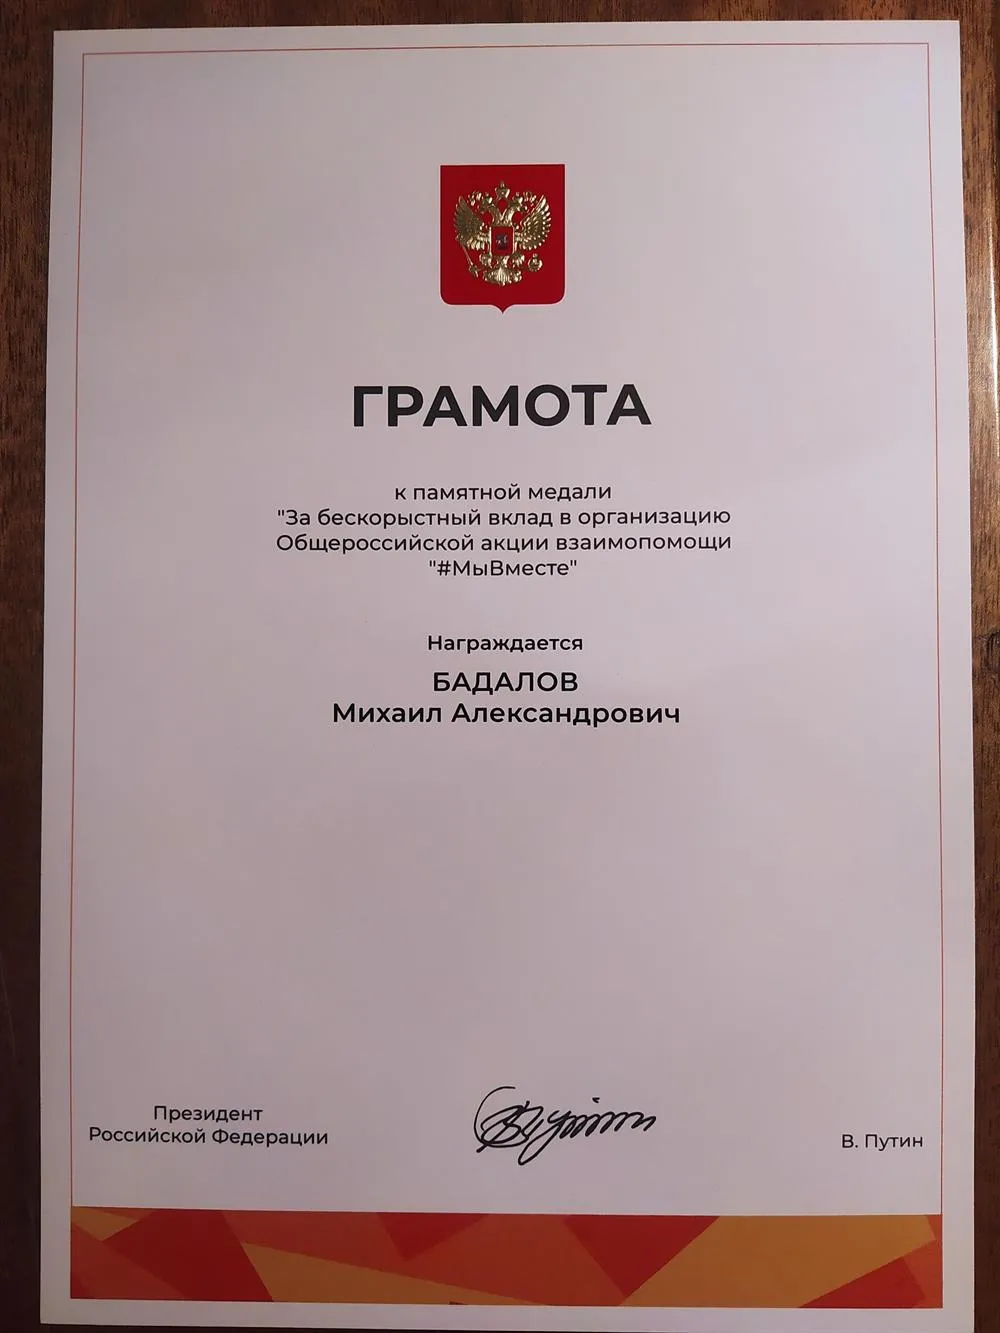 ГРАМОТА
к памятной медали
"За бескорыстный вклад в организацию
Общероссийской акции взаимопомощи
"#МыВместе"
Награждается
БАДАЛОВ
Михаил Александрович
Президент
Российской Федерации
В. Путин